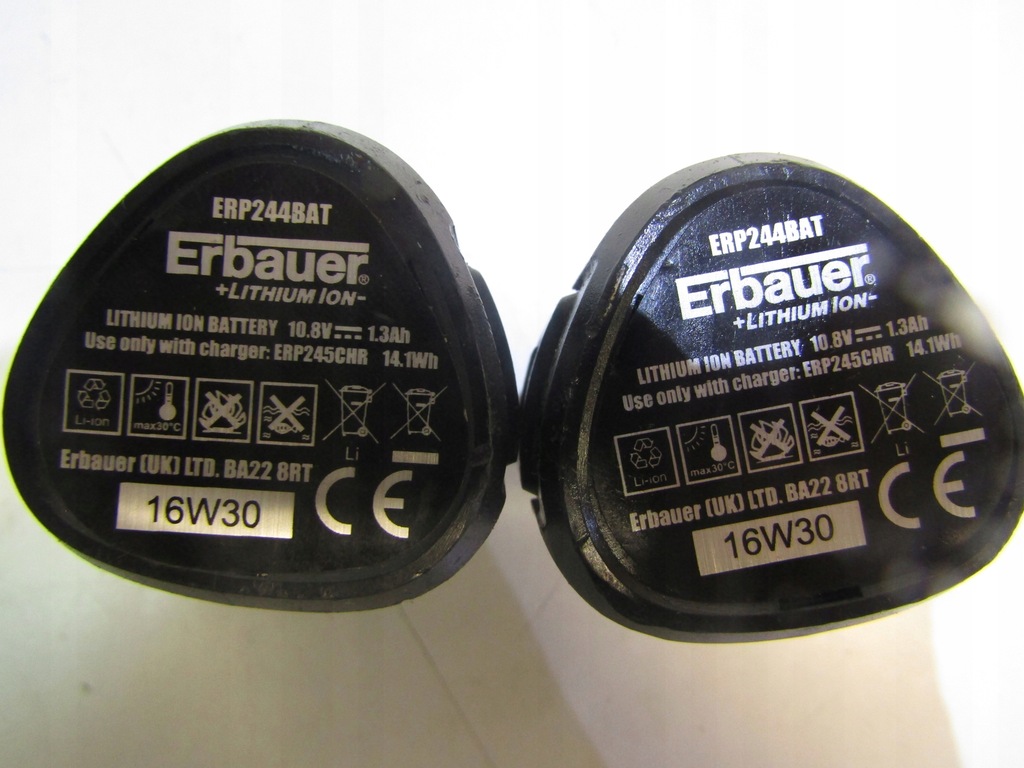 ERP244BAT
Erbauer®
+LITHIUM ION-
LITHIUM ION BATTERY 10.8V 1.3Ah
Use only with charger: ERP245CHR 14.1Wh
Li-ion
max30°C
Li
Erbauer (UK) LTD. BA22 8RT
16W30
CE
ERP244BAT
Erbauer®
+LITHIUM ION-
LITHIUM ION BATTERY 10.8V 1.3Ah
Use only with charger: ERP245CHR 14.1Wh
Li-ion
max30°C
Li
Erbauer (UK) LTD. BA22 8RT
16W30
CE